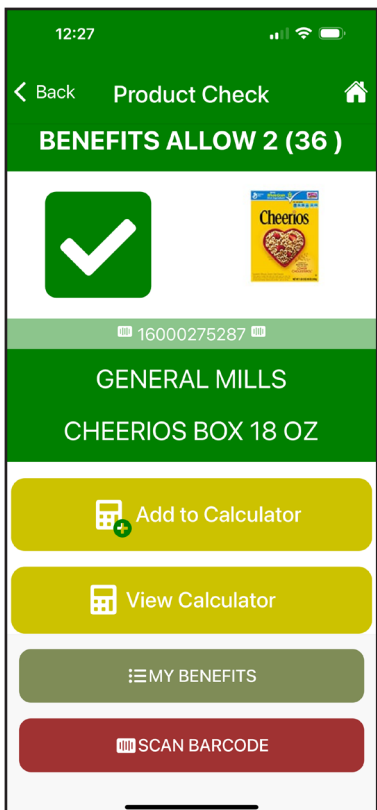 12:27
Back Product Check
BENEFITS ALLOW 2 (36 )
Cheerios
16000275287
GENERAL MILLS
CHEERIOS BOX 18 OZ
Add to Calculator
View Calculator
MY BENEFITS
SCAN BARCODE